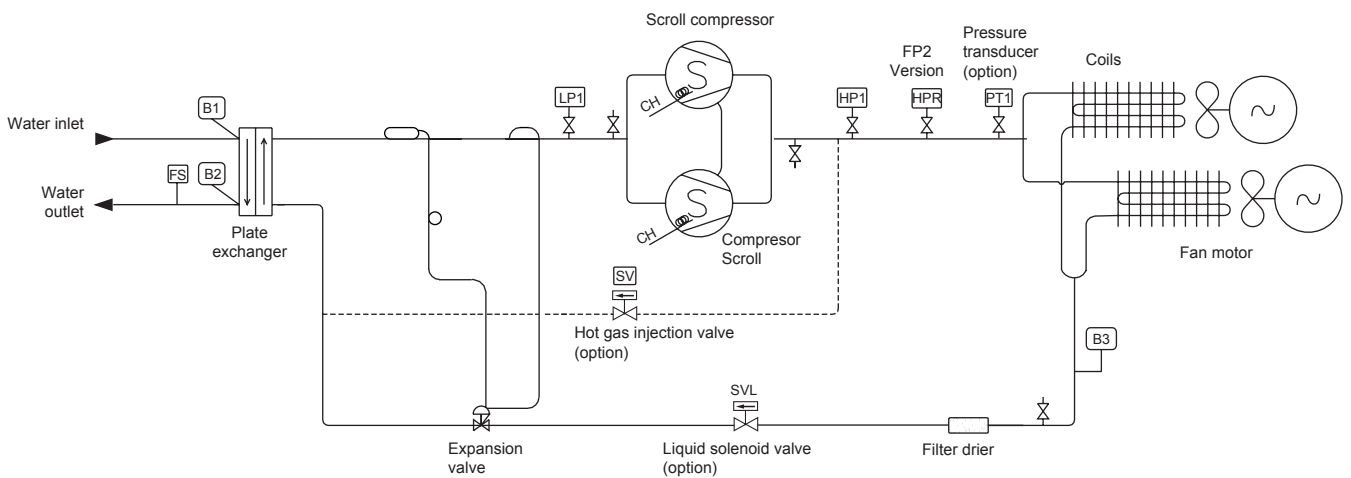 Scroll compressor
Pressure
transducer
(option)
FP2
Version
Coils
B1
LP1
CH
HP1
HPR
PT1
Water inlet
FS
B2
Water
outlet
Plate
exchanger
CH
Compresor
Scroll
Fan motor
SV
Hot gas injection valve
(option)
B3
SVL
Expansion
valve
Liquid solenoid valve
(option)
Filter drier